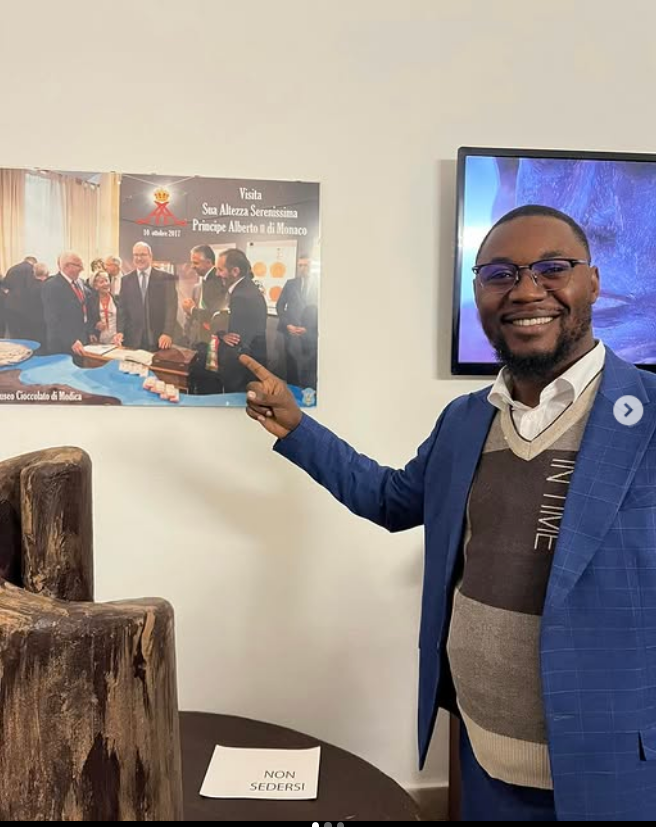 Visita
Sua Altezza Serenissima
Principe Alberto II di Monaco
16 ottobre 2017
Museo Cioccolato di Modica
IN TIME
NON
SEDERSI